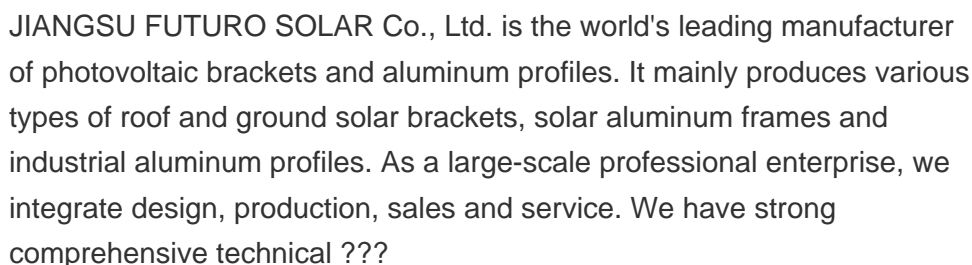 JIANGSU FUTURO SOLAR Co., Ltd. is the world's leading manufacturer
of photovoltaic brackets and aluminum profiles. It mainly produces various
types of roof and ground solar brackets, solar aluminum frames and
industrial aluminum profiles. As a large-scale professional enterprise, we
integrate design, production, sales and service. We have strong
comprehensive technical ???